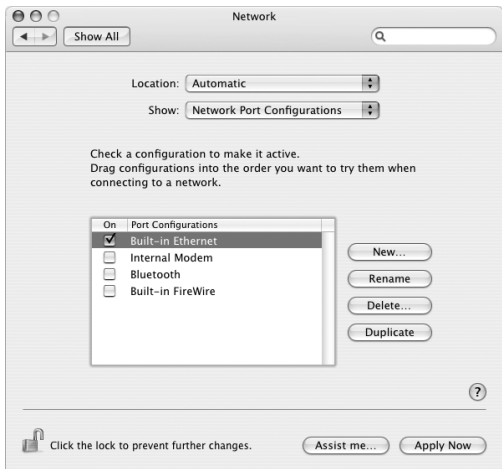 Network
Show All
Location: Automatic
Show: Network Port Configurations
Check a configuration to make it active.
Drag configurations into the order you want to try them when
connecting to a network.
On Port Configurations
Built-in Ethernet
Internal Modem
Bluetooth
Built-in FireWire
New...
Rename
Delete...
Duplicate
?
Click the lock to prevent further changes.
Assist me...
Apply Now